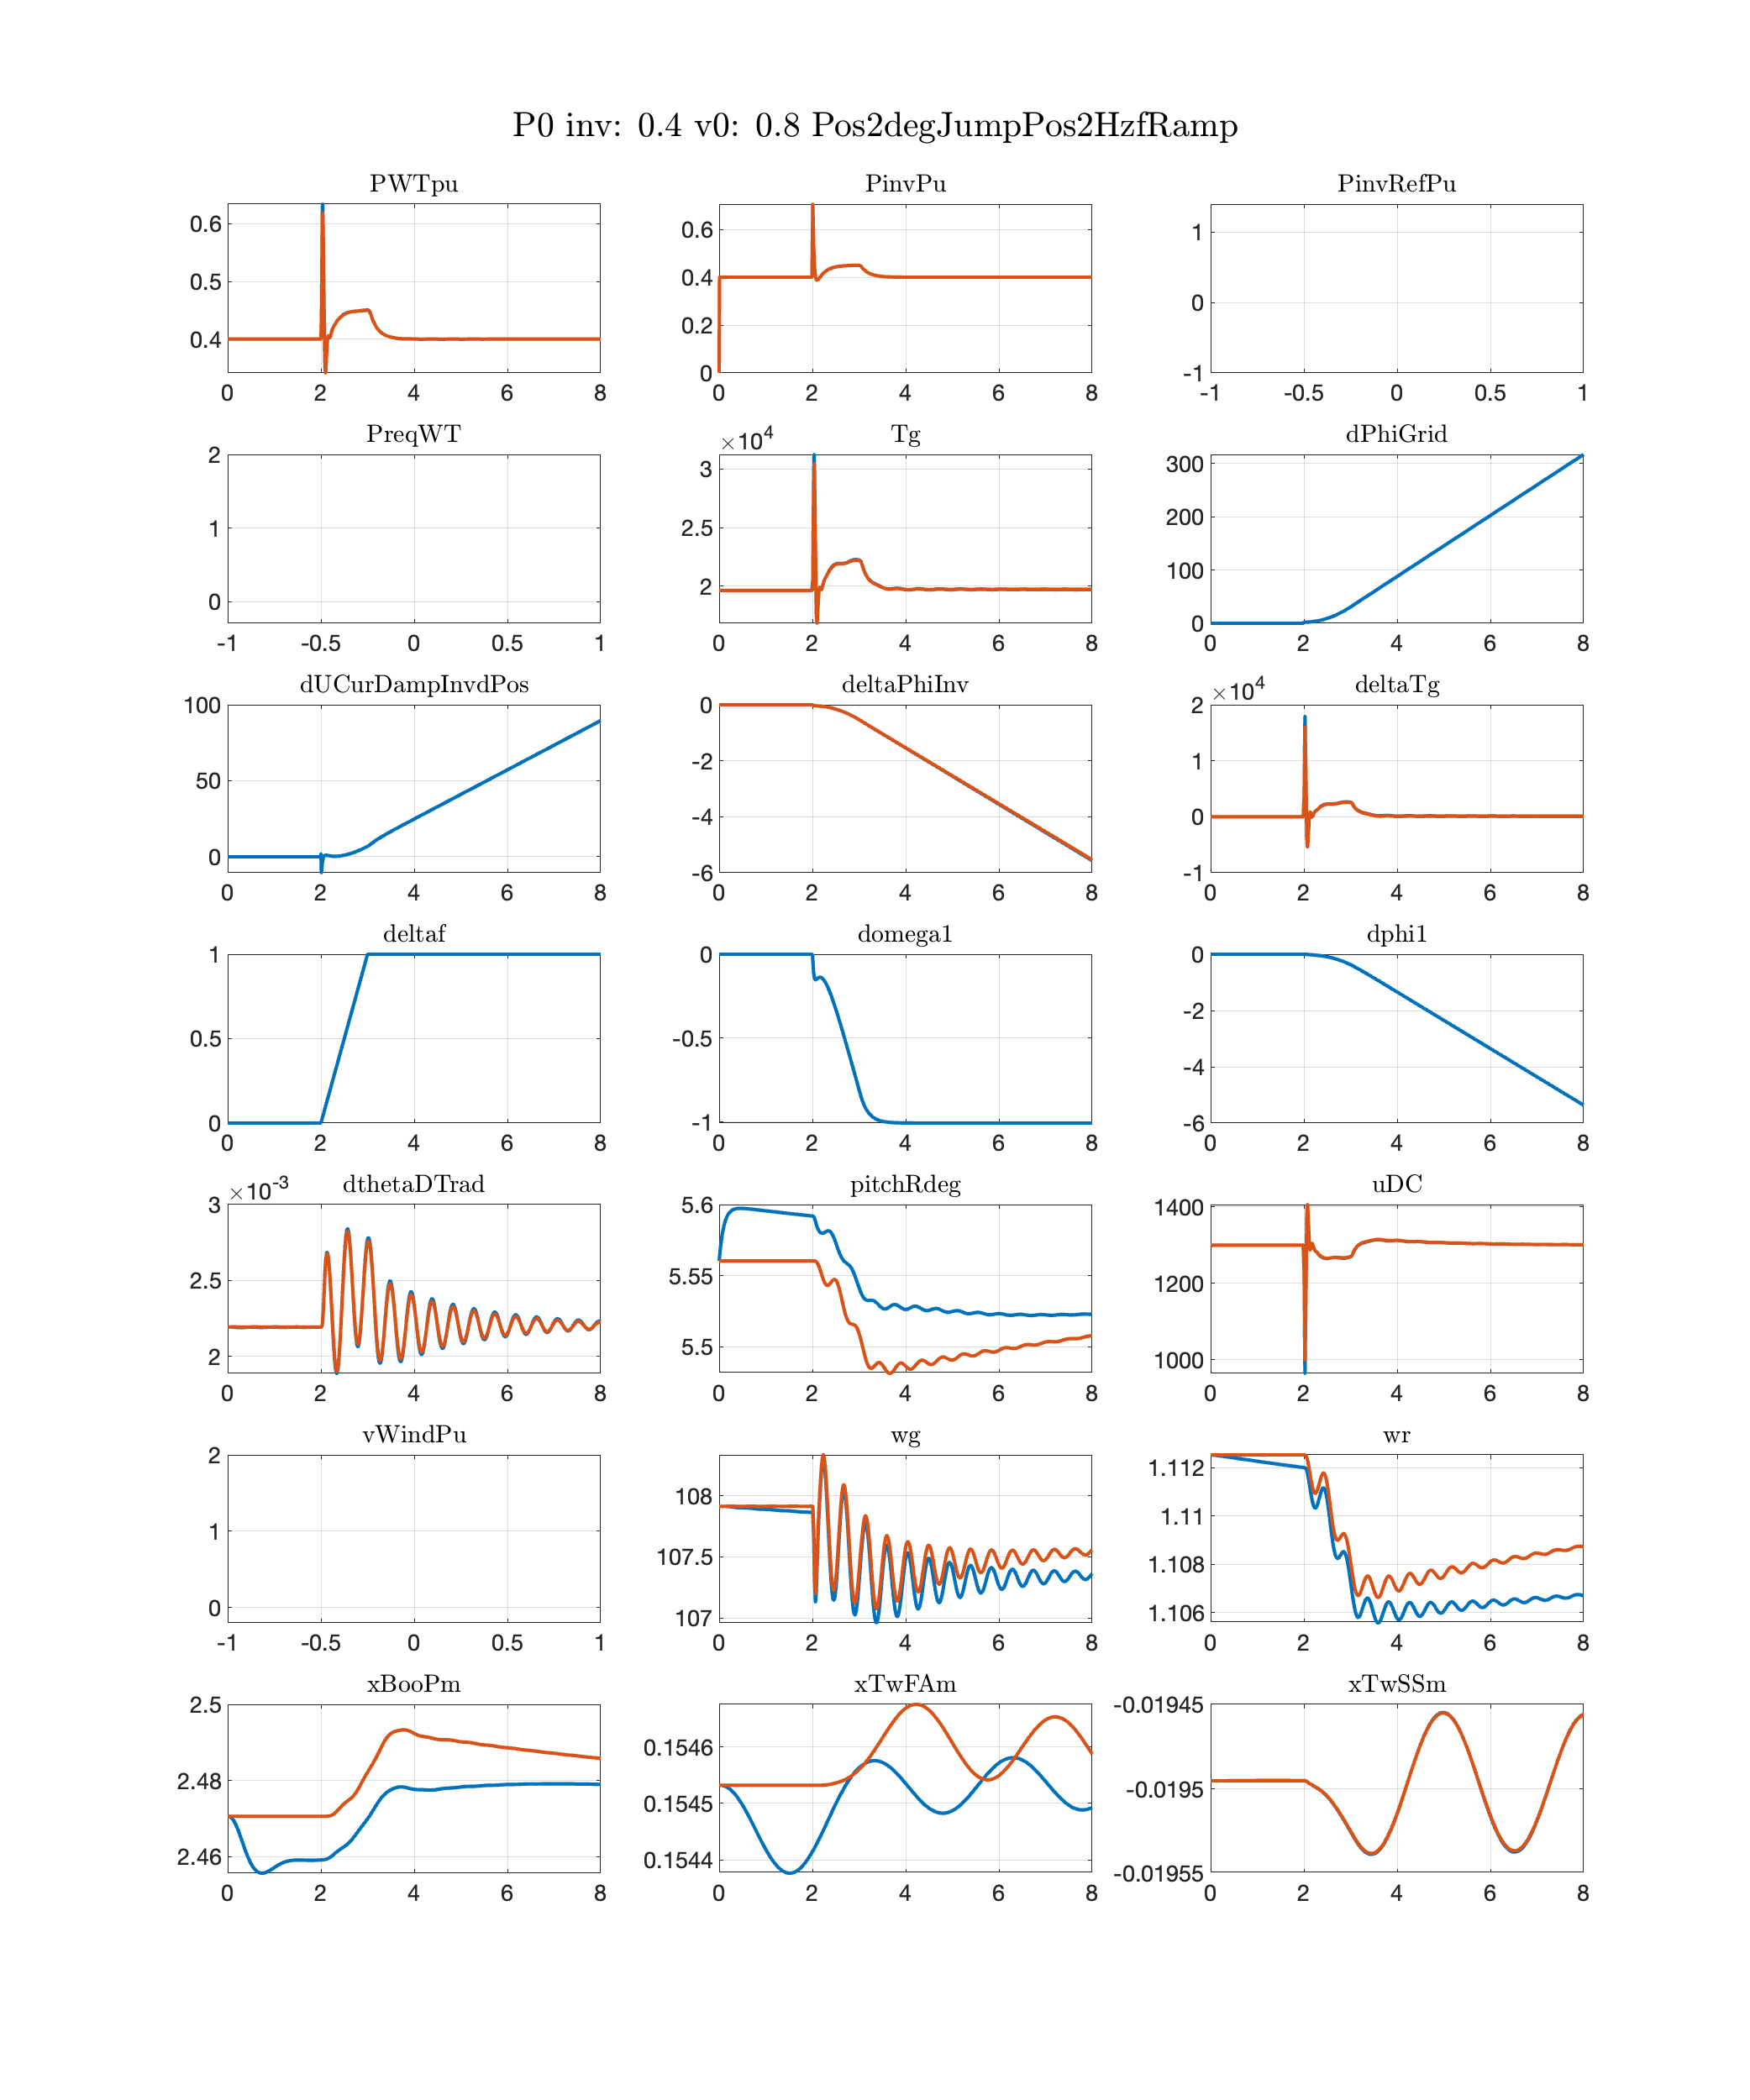 P0 inv: 0.4 v0: 0.8 Pos2degJumpPos2HzfRamp
PWTpu PinvPu PinvRefPu
0.6 0.5 0.4
0 2 4 6 8
0.6 0.4 0.2 0
0 2 4 6 8
1 0 -1
-1 -0.5 0 0.5 1
PreqWT Tg dPhiGrid
2 1 0
-1 -0.5 0 0.5 1
×10^4
3 2.5 2
0 2 4 6 8
300 200 100 0
0 2 4 6 8
dUCurDampInvdPos deltaPhiInv deltaTg
100 50 0
0 2 4 6 8
0 -2 -4 -6
0 2 4 6 8
×10^4
2 1 0 -1
0 2 4 6 8
deltaf domega1 dphi1
1 0.5 0
0 2 4 6 8
0 -0.5 -1
0 2 4 6 8
0 -2 -4 -6
0 2 4 6 8
dthetaDTrad pitchRdeg uDC
×10^-3
3 2.5 2
0 2 4 6 8
5.6 5.55 5.5
0 2 4 6 8
1400 1200 1000
0 2 4 6 8
vWindPu wg wr
2 1 0
-1 -0.5 0 0.5 1
108 107.5 107
0 2 4 6 8
1.112 1.11 1.108 1.106
0 2 4 6 8
xBooPm xTwFAm xTwSSm
2.5 2.48 2.46
0 2 4 6 8
0.1546 0.1545 0.1544
0 2 4 6 8
-0.01945 -0.0195 -0.01955
0 2 4 6 8